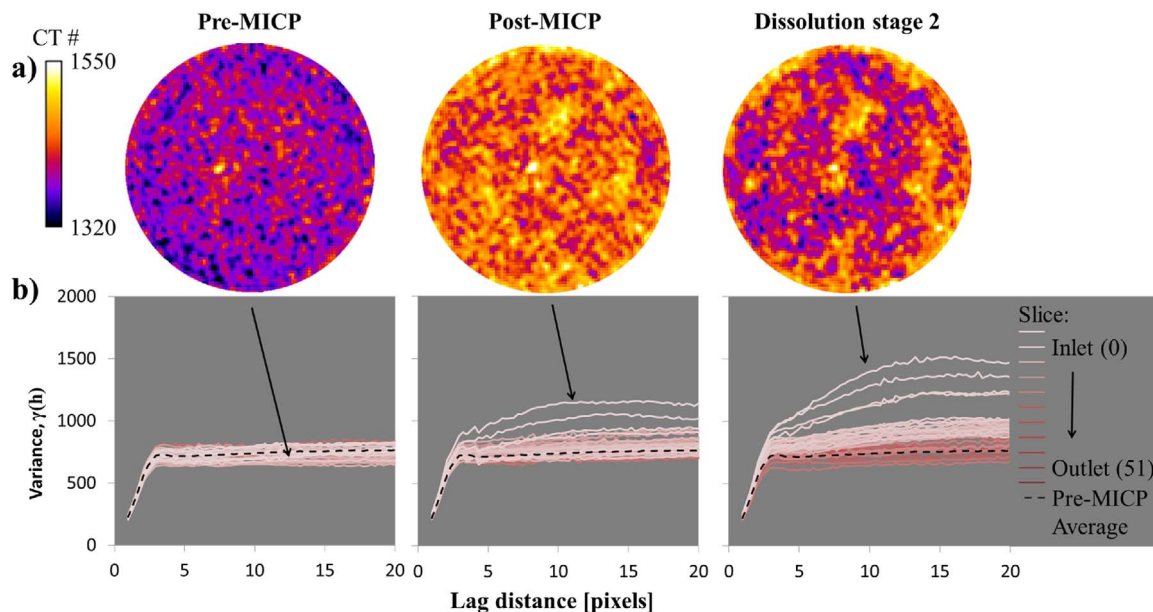 Pre-MICP Post-MICP Dissolution stage 2
CT #
a)
1550
1320
b)
2000
1500
1000
500
0
Variance, γ(h)
0 5 10 15 20
0 5 10 15 20
0 5 10 15 20
Lag distance [pixels]
Slice:
Inlet (0)
Outlet (51)
Pre-MICP
Average